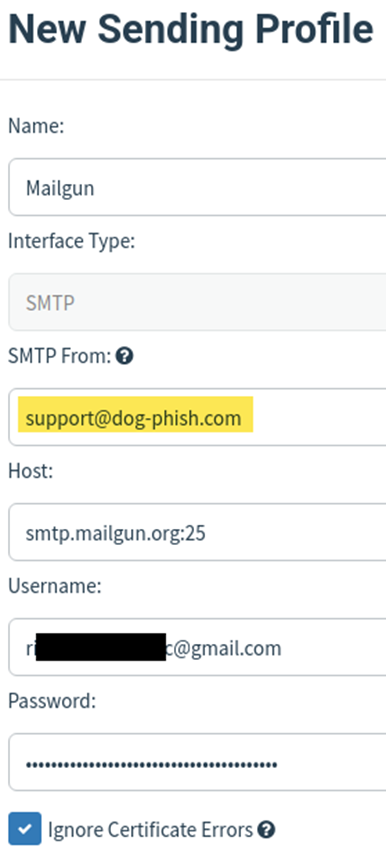 New Sending Profile
Name:
Mailgun
Interface Type:
SMTP
SMTP From: ?
support@dog-phish.com
Host:
smtp.mailgun.org:25
Username:
ri c@gmail.com
Password:
••••••••••••••••••••••••••••••••••••••••
Ignore Certificate Errors ?